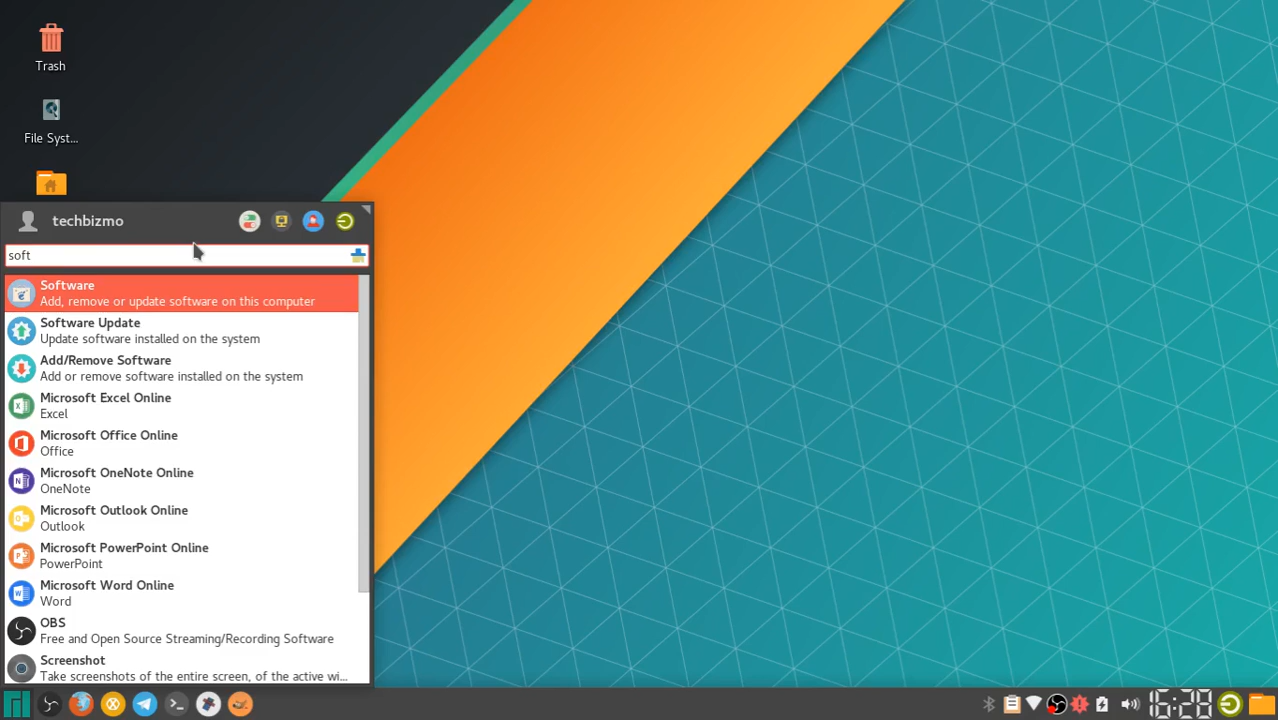 Trash
File Syst...
techbizmo
soft
Software
Add, remove or update software on this computer
Software Update
Update software installed on the system
Add/Remove Software
Add or remove software installed on the system
Microsoft Excel Online
Excel
Microsoft Office Online
Office
Microsoft OneNote Online
OneNote
Microsoft Outlook Online
Outlook
Microsoft PowerPoint Online
PowerPoint
Microsoft Word Online
Word
OBS
Free and Open Source Streaming/Recording Software
Screenshot
Take screenshots of the entire screen, of the active wi...
16:28